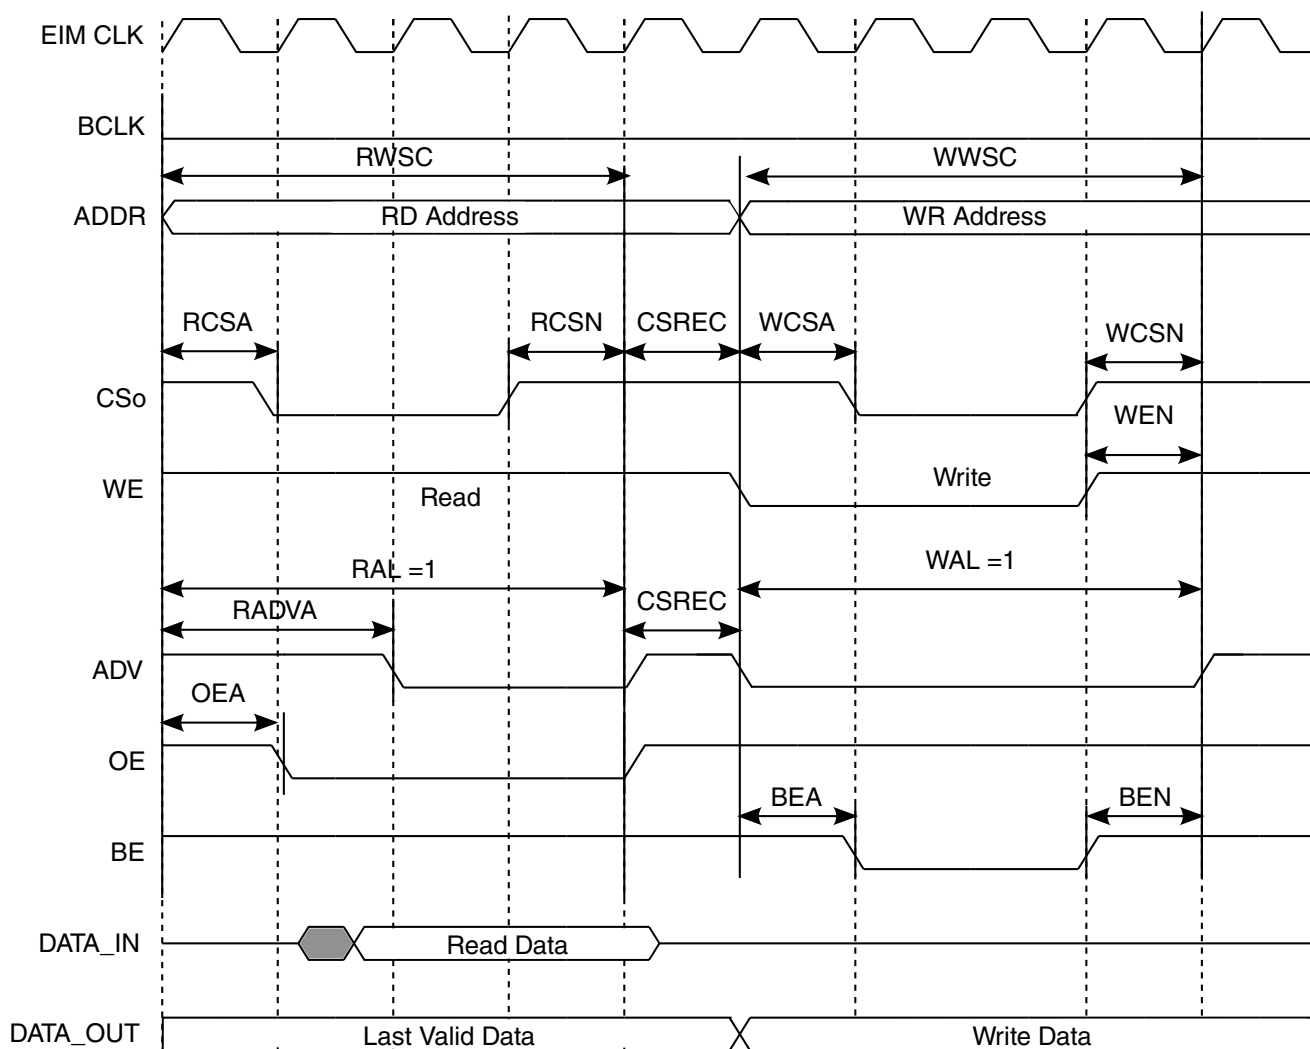 EIM CLK
BCLK
RWSC
WWSC
ADDR
RD Address
WR Address
RCSA
RCSN
CSREC
WCSA
WCSN
CSo
WEN
WE
Read
Write
RAL =1
WAL =1
RADVA
CSREC
ADV
OEA
OE
BEA
BEN
BE
DATA_IN
Read Data
DATA_OUT
Last Valid Data
Write Data